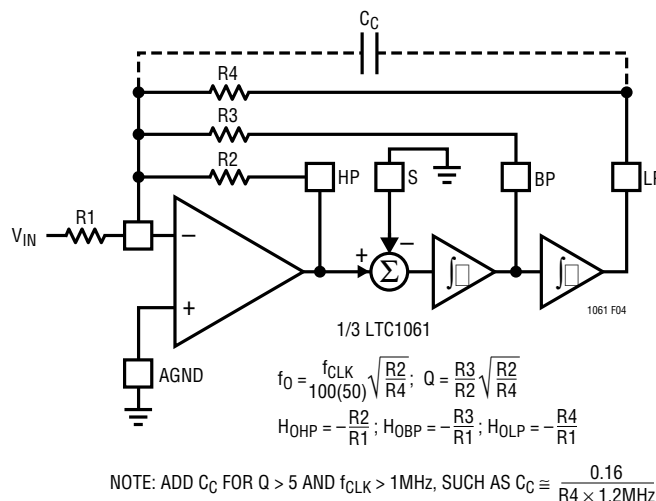 C_C
R4
R3
R2
HP
S
BP
R1
V_IN
−
+
+
−
Σ
∫
∫
1061 F04
1/3 LTC1061
AGND
f_O = f_CLK/100(50) √(R2/R4); Q = R3/R2 √(R2/R4)
H_OHP = −R2/R1; H_OBP = −R3/R1; H_OLP = −R4/R1
NOTE: ADD C_C FOR Q > 5 AND f_CLK > 1MHz, SUCH AS C_C ≅ 0.16/(R4 × 1.2MHz)